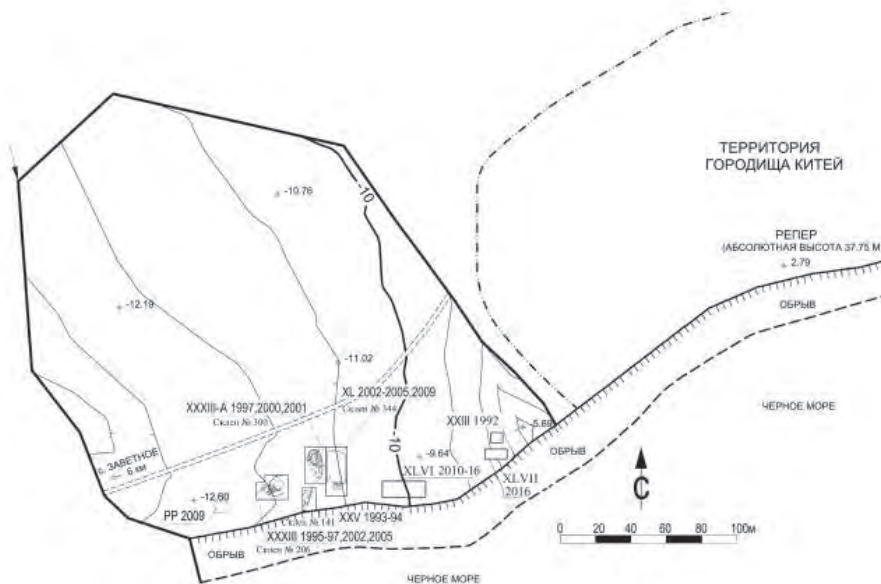 ТЕРРИТОРИЯ
ГОРОДИЩА КИТЕЙ
-10.76
-10
РЕПЕР
(АБСОЛЮТНАЯ ВЫСОТА 37.75 М
2.79
ОБРЫВ
-12.19
-11.02
XL 2002-2005,2009
Склеп № 344
XXXIII-А 1997,2000,2001
Склеп № 300
ЧЕРНОЕ МОРЕ
XXIII 1992
-5.68
-10
-9.64
ОБРЫВ
с. ЗАВЕТНОЕ
6 км
XLVI 2010-16
XLVII
2016
-12.60
РР 2009
С
Склеп № 141
XXV 1993-94
XXXIII 1995-97,2002,2005
Склеп № 206
ОБРЫВ
0 20 40 60 80 100м
ЧЕРНОЕ МОРЕ